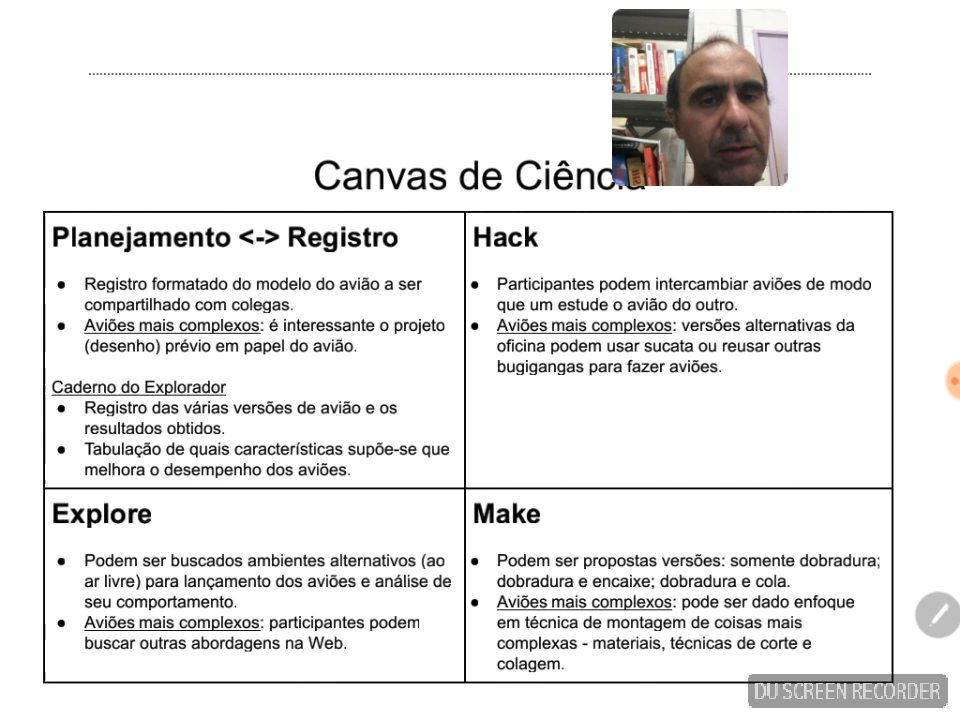 Canvas de Ciência
Planejamento <-> Registro
● Registro formatado do modelo do avião a ser
compartilhado com colegas.
● Aviões mais complexos: é interessante o projeto
(desenho) prévio em papel do avião.
Caderno do Explorador
● Registro das várias versões de avião e os
resultados obtidos.
● Tabulação de quais características supõe-se que
melhora o desempenho dos aviões.
Hack
● Participantes podem intercambiar aviões de modo
que um estude o avião do outro.
● Aviões mais complexos: versões alternativas da
oficina podem usar sucata ou reusar outras
bugigangas para fazer aviões.
Explore
● Podem ser buscados ambientes alternativos (ao
ar livre) para lançamento dos aviões e análise de
seu comportamento.
● Aviões mais complexos: participantes podem
buscar outras abordagens na Web.
Make
● Podem ser propostas versões: somente dobradura;
dobradura e encaixe; dobradura e cola.
● Aviões mais complexos: pode ser dado enfoque
em técnica de montagem de coisas mais
complexas - materiais, técnicas de corte e
colagem.
DU SCREEN RECORDER